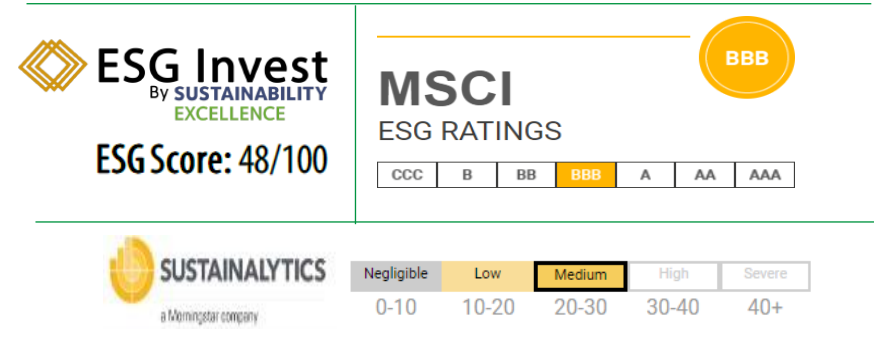 ESG Invest
By SUSTAINABILITY
EXCELLENCE
ESG Score: 48/100
BBB
MSCI
ESG RATINGS
CCC B BB BBB A AA AAA
SUSTAINALYTICS
a Morningstar company
Negligible Low Medium High Severe
0-10 10-20 20-30 30-40 40+